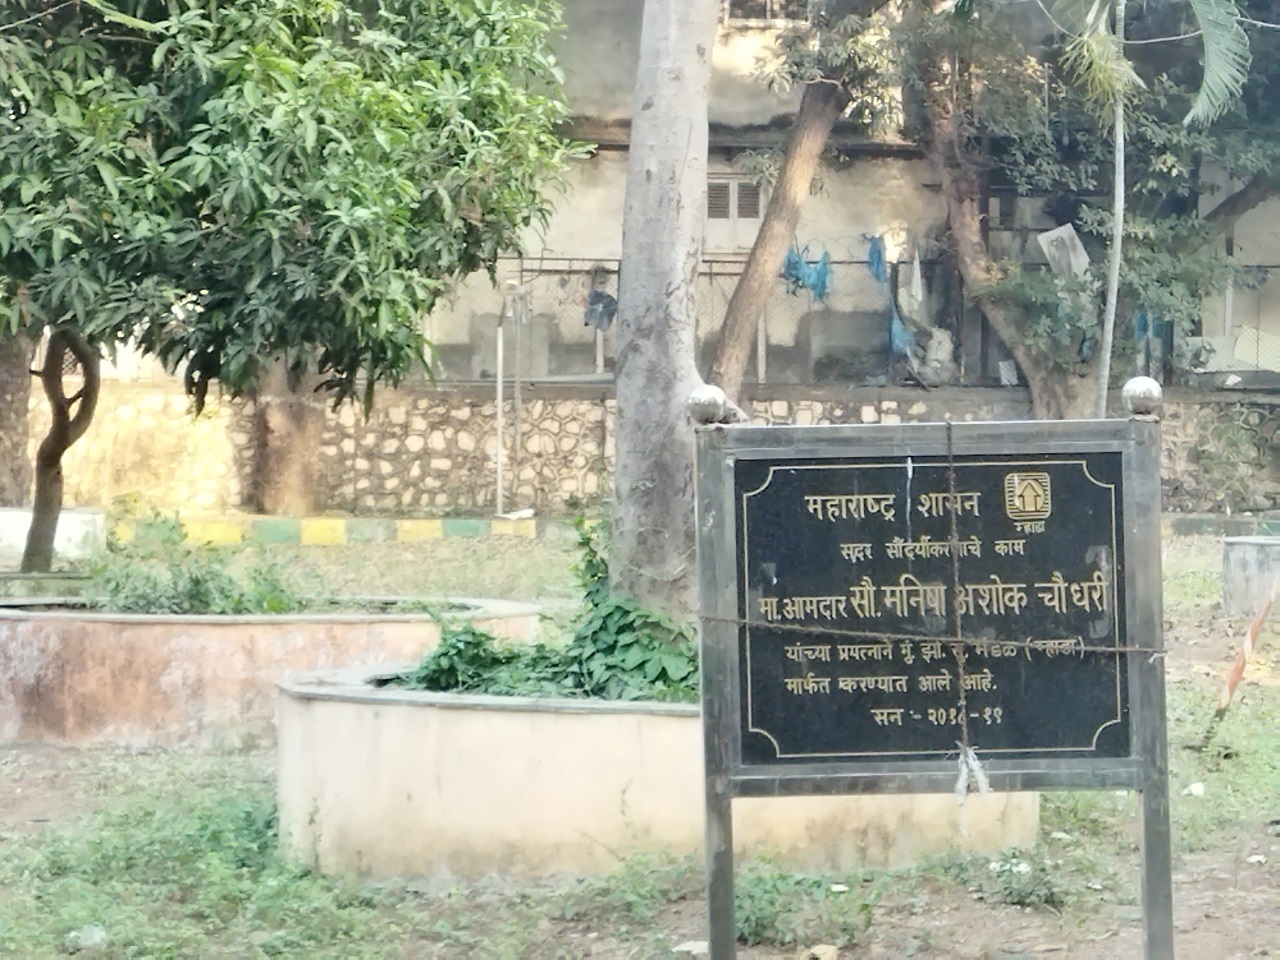 महाराष्ट्र शासन
म्हाडा
सदर सौंदर्यीकरणाचे काम
मा. आमदार सौ. मनिषा अशोक चौधरी
यांच्या प्रयत्नाने मुं. झो. सु. मंडळ (म्हाडा)
मार्फत करण्यात आले आहे.
सन :- २०१८-१९